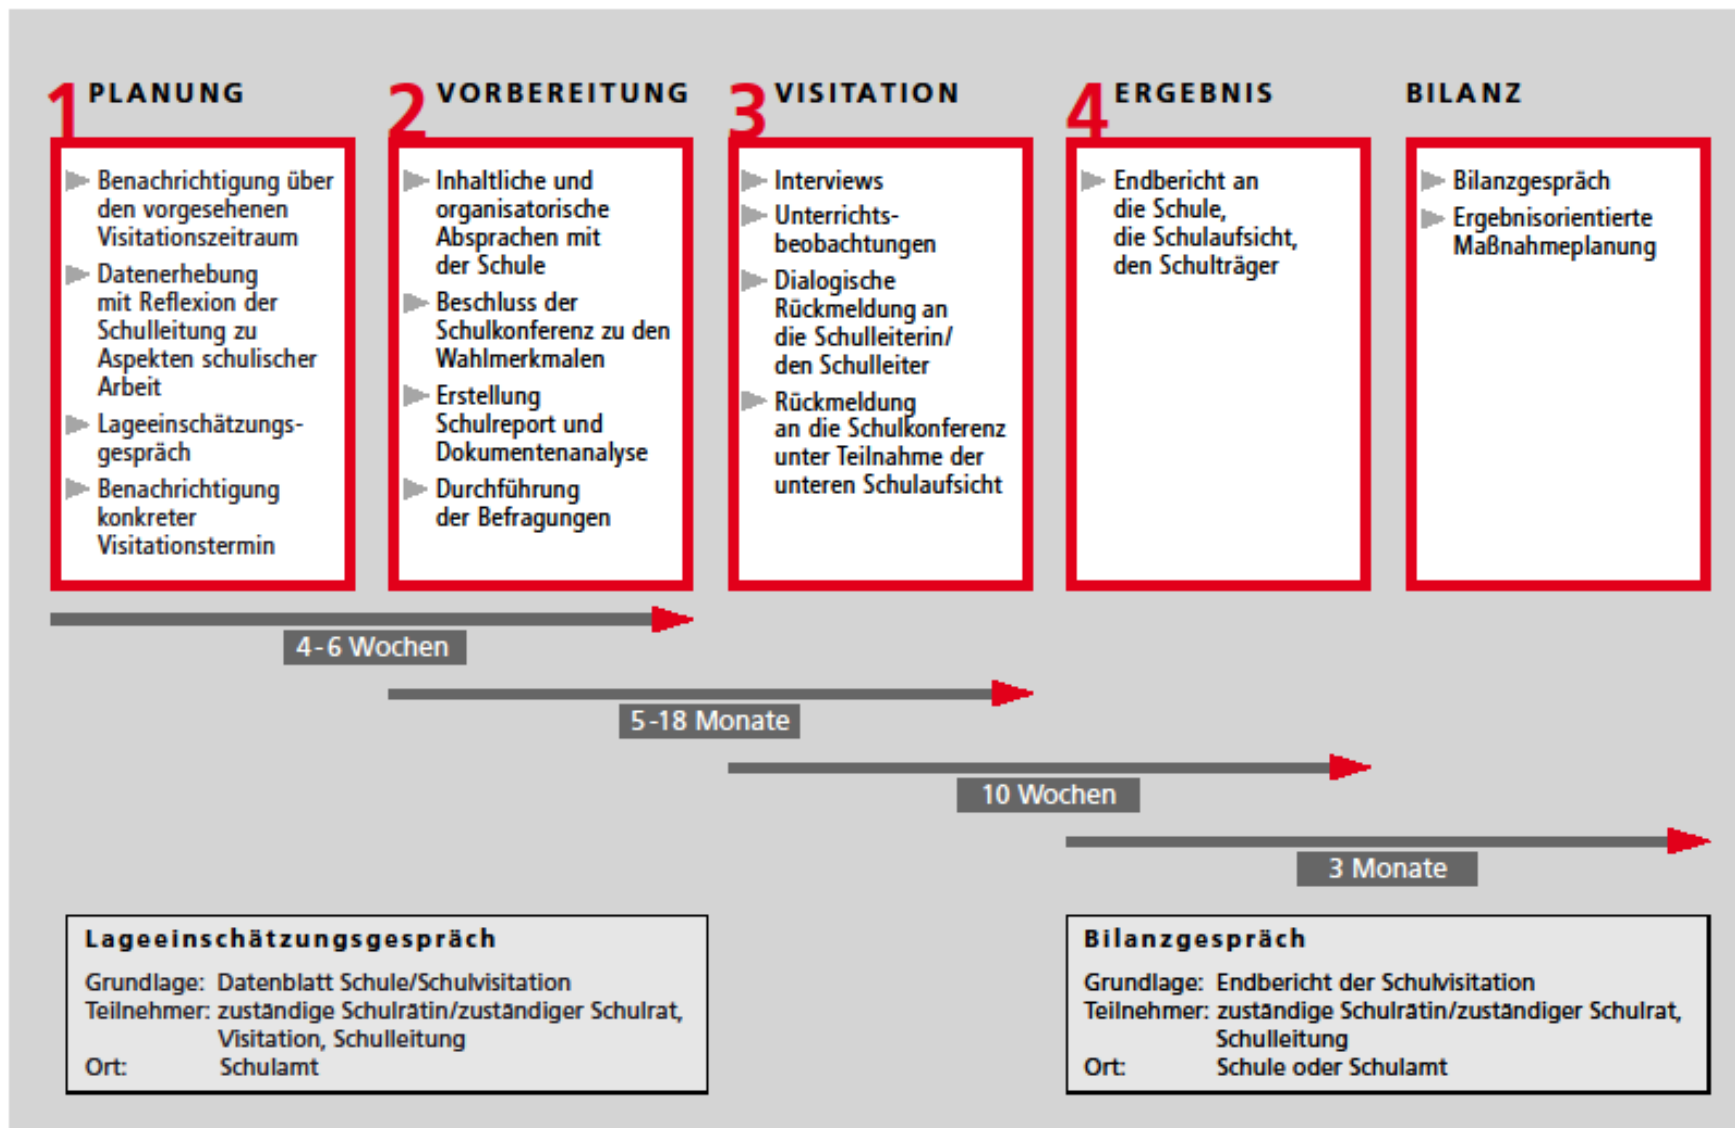 1 PLANUNG
Benachrichtigung über
den vorgesehenen
Visitationszeitraum
Datenerhebung
mit Reflexion der
Schulleitung zu
Aspekten schulischer
Arbeit
Lageeinschätzungs-
gespräch
Benachrichtigung
konkreter
Visitationstermin
2 VORBEREITUNG
Inhaltliche und
organisatorische
Absprachen mit
der Schule
Beschluss der
Schulkonferenz zu den
Wahlmerkmalen
Erstellung
Schulreport und
Dokumentenanalyse
Durchführung
der Befragungen
3 VISITATION
Interviews
Unterrichts-
beobachtungen
Dialogische
Rückmeldung an
die Schulleiterin/
den Schulleiter
Rückmeldung
an die Schulkonferenz
unter Teilnahme der
unteren Schulaufsicht
4 ERGEBNIS
Endbericht an
die Schule,
die Schulaufsicht,
den Schulträger
BILANZ
Bilanzgespräch
Ergebnisorientierte
Maßnahmeplanung
4-6 Wochen
5-18 Monate
10 Wochen
3 Monate
Lageeinschätzungsgespräch
Grundlage: Datenblatt Schule/Schulvisitation
Teilnehmer: zuständige Schulrätin/zuständiger Schulrat,
Visitation, Schulleitung
Ort: Schulamt
Bilanzgespräch
Grundlage: Endbericht der Schulvisitation
Teilnehmer: zuständige Schulrätin/zuständiger Schulrat,
Schulleitung
Ort: Schule oder Schulamt